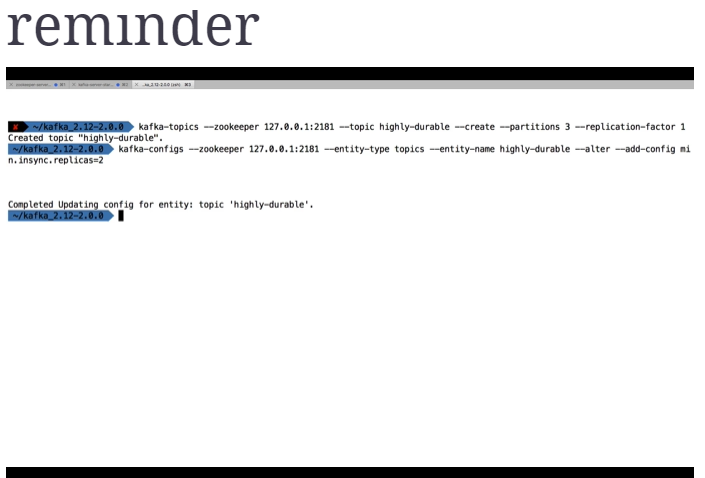 reminder
~/kafka_2.12-2.0.0 kafka-topics --zookeeper 127.0.0.1:2181 --topic highly-durable --create --partitions 3 --replication-factor 1
Created topic "highly-durable".
~/kafka_2.12-2.0.0 kafka-configs --zookeeper 127.0.0.1:2181 --entity-type topics --entity-name highly-durable --alter --add-config mi
n.insync.replicas=2
Completed Updating config for entity: topic 'highly-durable'.
~/kafka_2.12-2.0.0